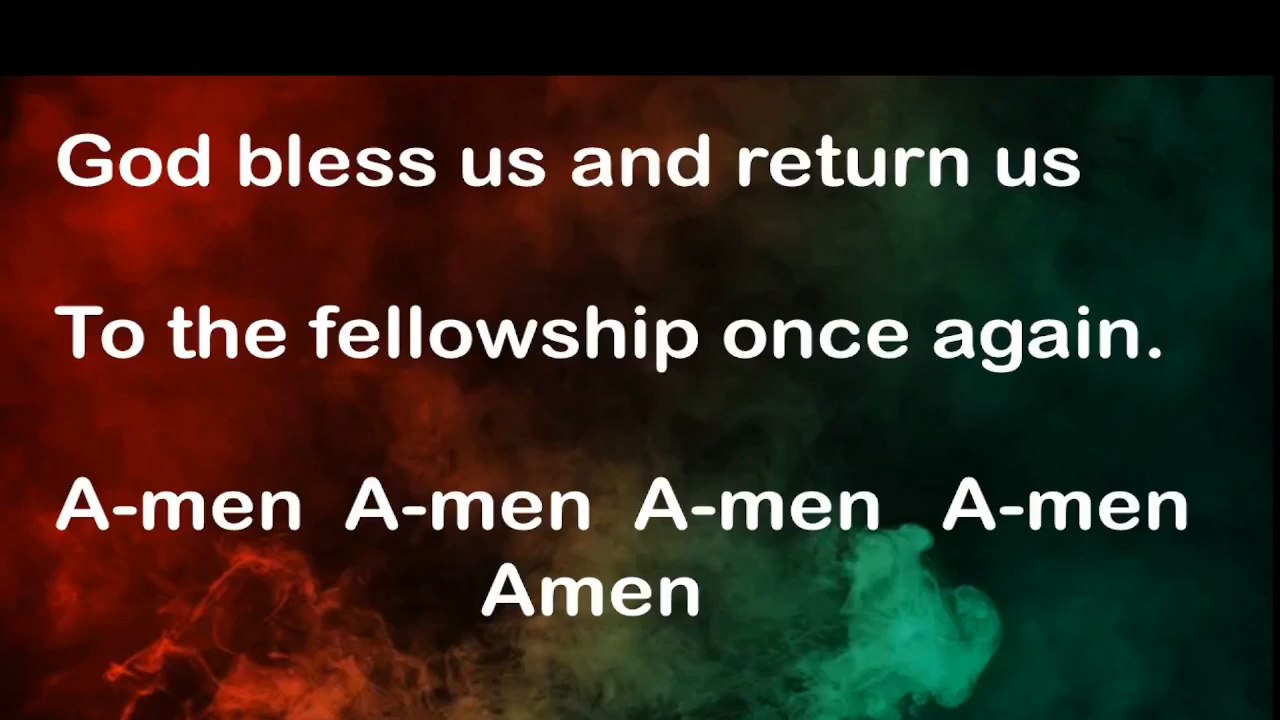 God bless us and return us
To the fellowship once again.
A-men A-men A-men A-men
Amen